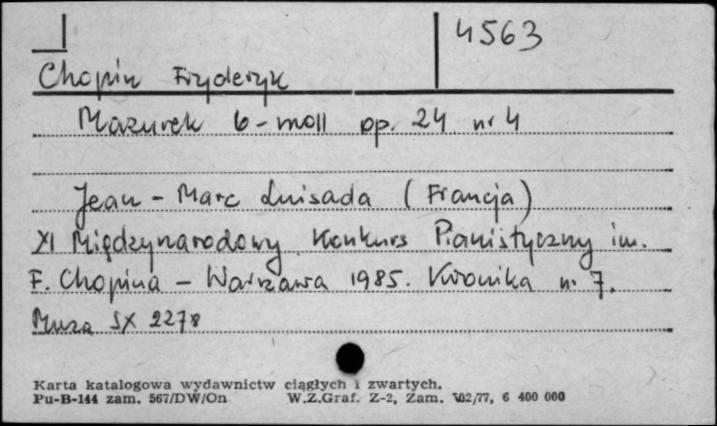 4563
Chopin Fryderyk
Mazurek b-moll op. 24 nr 4
Jean - Marc Luisada (Francja)
XI Międzynarodowy Konkurs Pianistyczny im.
F. Chopina - Warszawa 1985. Kronika nr 7.
Muza SX 2278
Karta katalogowa wydawnictw ciągłych i zwartych.
Pu-B-144 zam. 567/DW/On W.Z.Graf. Z-2, Zam. 702/77, 6 400 000